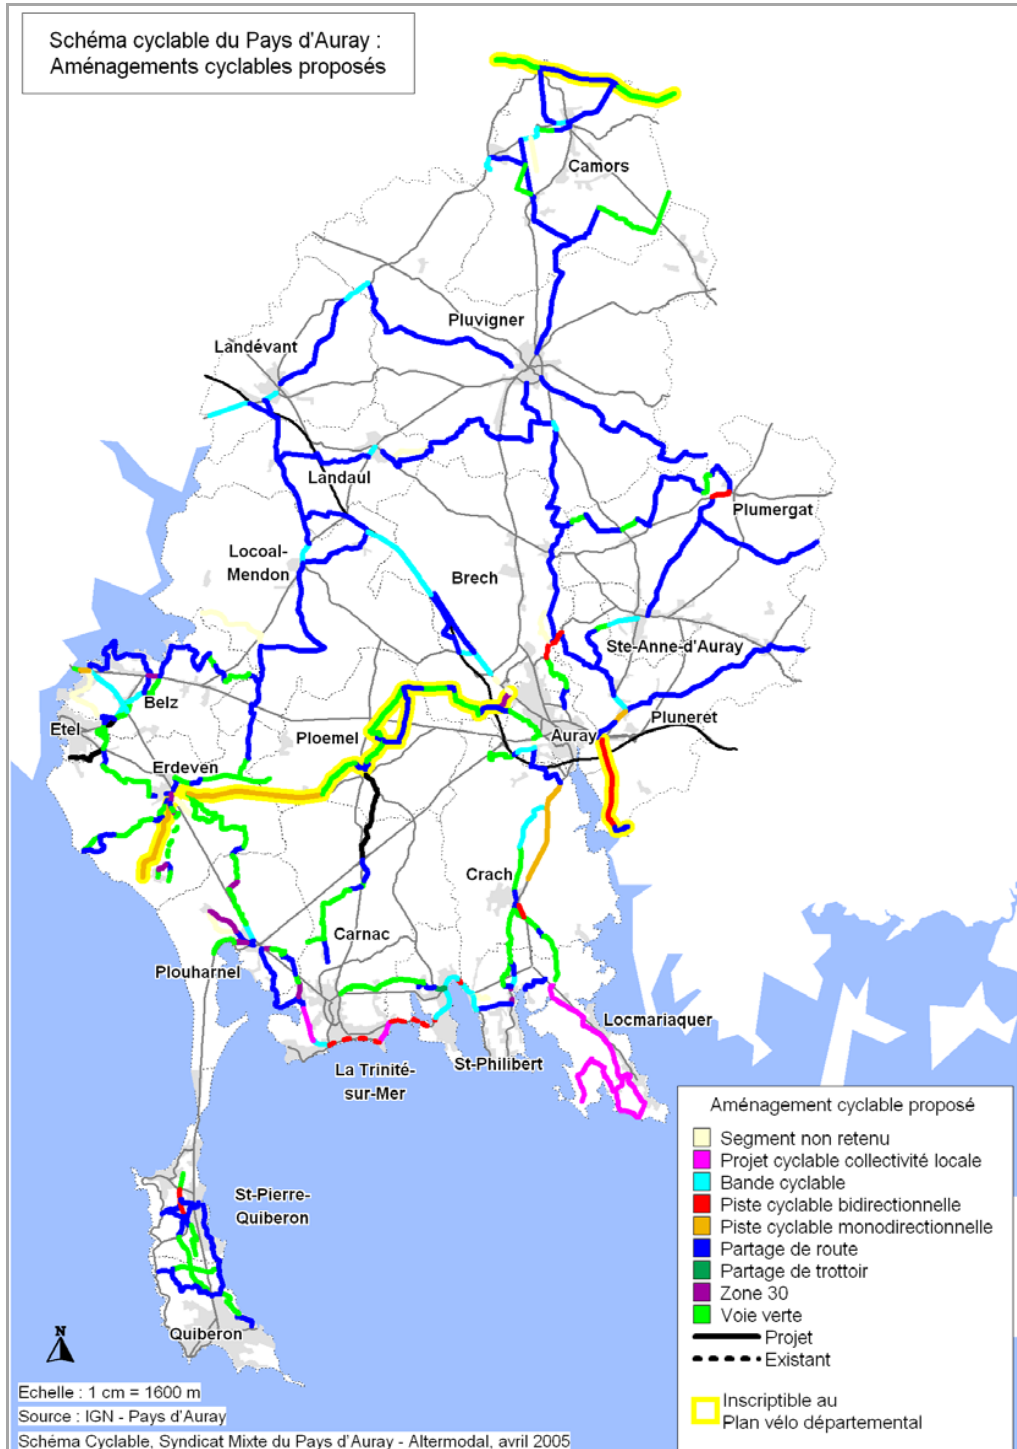 Schéma cyclable du Pays d'Auray :
Aménagements cyclables proposés
Camors
Pluvigner
Landévant
Landaul
Plumergat
Locoal-
Mendon
Brech
Ste-Anne-d'Auray
Belz
Etel
Ploemel
Auray
Pluneret
Erdeven
Crach
Carnac
Plouharnel
Locmariaquer
La Trinité-
sur-Mer
St-Philibert
St-Pierre-
Quiberon
Quiberon
Aménagement cyclable proposé
Segment non retenu
Projet cyclable collectivité locale
Bande cyclable
Piste cyclable bidirectionnelle
Piste cyclable monodirectionnelle
Partage de route
Partage de trottoir
Zone 30
Voie verte
Projet
Existant
Inscriptible au
Plan vélo départemental
N
Echelle : 1 cm = 1600 m
Source : IGN - Pays d'Auray
Schéma Cyclable, Syndicat Mixte du Pays d'Auray - Altermodal, avril 2005